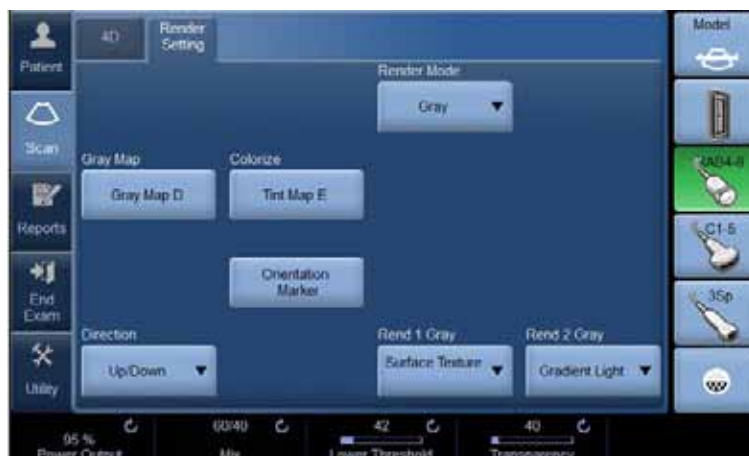 Patient
Scan
Reports
End
Exam
Utility
4D
Render
Setting
Render Mode
Gray
Gray Map
Gray Map D
Colorize
Tint Map E
Orientation
Marker
Direction
Up/Down
Rend 1 Gray
Surface Texture
Rend 2 Gray
Gradient Light
Model
RAB4-8
C1-5
3Sp
95 %
Power Output
60/40
Mix
42
Lower Threshold
40
Transparency